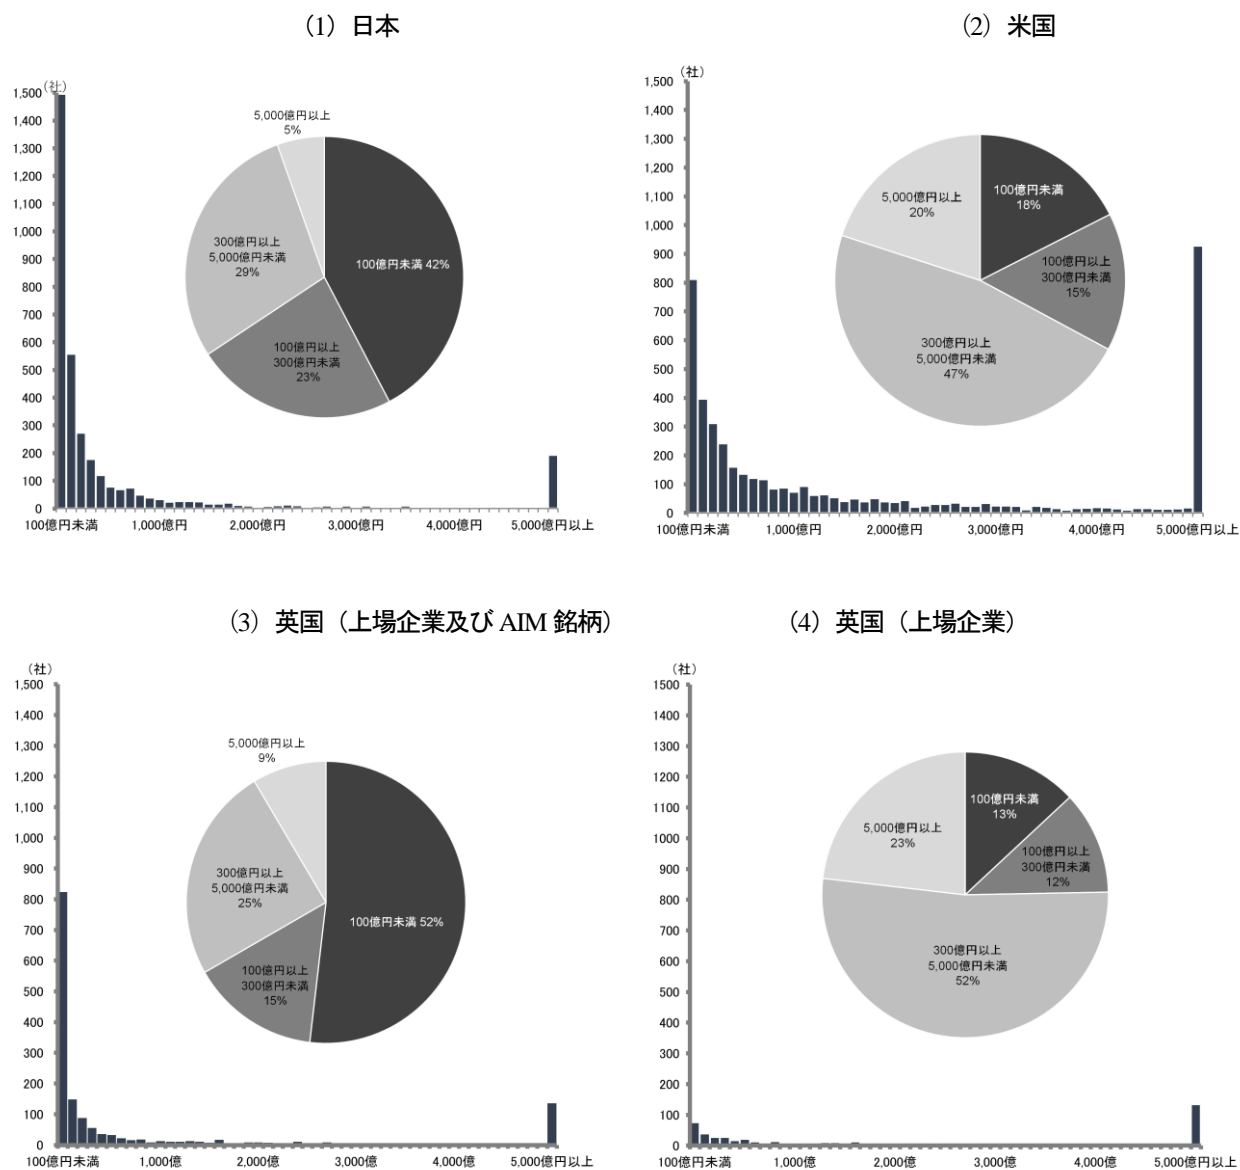 (1) 日本
(社)
1,500
1,400
1,300
1,200
1,100
1,000
900
800
700
600
500
400
300
200
100
0
5,000億円以上
5%
100億円未満 42%
300億円以上
5,000億円未満
29%
100億円以上
300億円未満
23%
100億円未満
1,000億円
2,000億円
3,000億円
4,000億円
5,000億円以上
(2) 米国
(社)
1,500
1,400
1,300
1,200
1,100
1,000
900
800
700
600
500
400
300
200
100
0
5,000億円以上
20%
100億円未満
18%
100億円以上
300億円未満
15%
300億円以上
5,000億円未満
47%
100億円未満
1,000億円
2,000億円
3,000億円
4,000億円
5,000億円以上
(3) 英国（上場企業及び AIM 銘柄）
(社)
1,500
1,400
1,300
1,200
1,100
1,000
900
800
700
600
500
400
300
200
100
0
5,000億円以上
9%
300億円以上
5,000億円未満
25%
100億円未満 52%
100億円以上
300億円未満
15%
100億円未満
1,000億
2,000億
3,000億
4,000億
5,000億円以上
(4) 英国（上場企業）
(社)
1500
1400
1300
1200
1100
1000
900
800
700
600
500
400
300
200
100
0
100億円未満
13%
5,000億円以上
23%
100億円以上
300億円未満
12%
300億円以上
5,000億円未満
52%
100億円未満
1,000億
2,000億
3,000億
4,000億
5,000億円以上